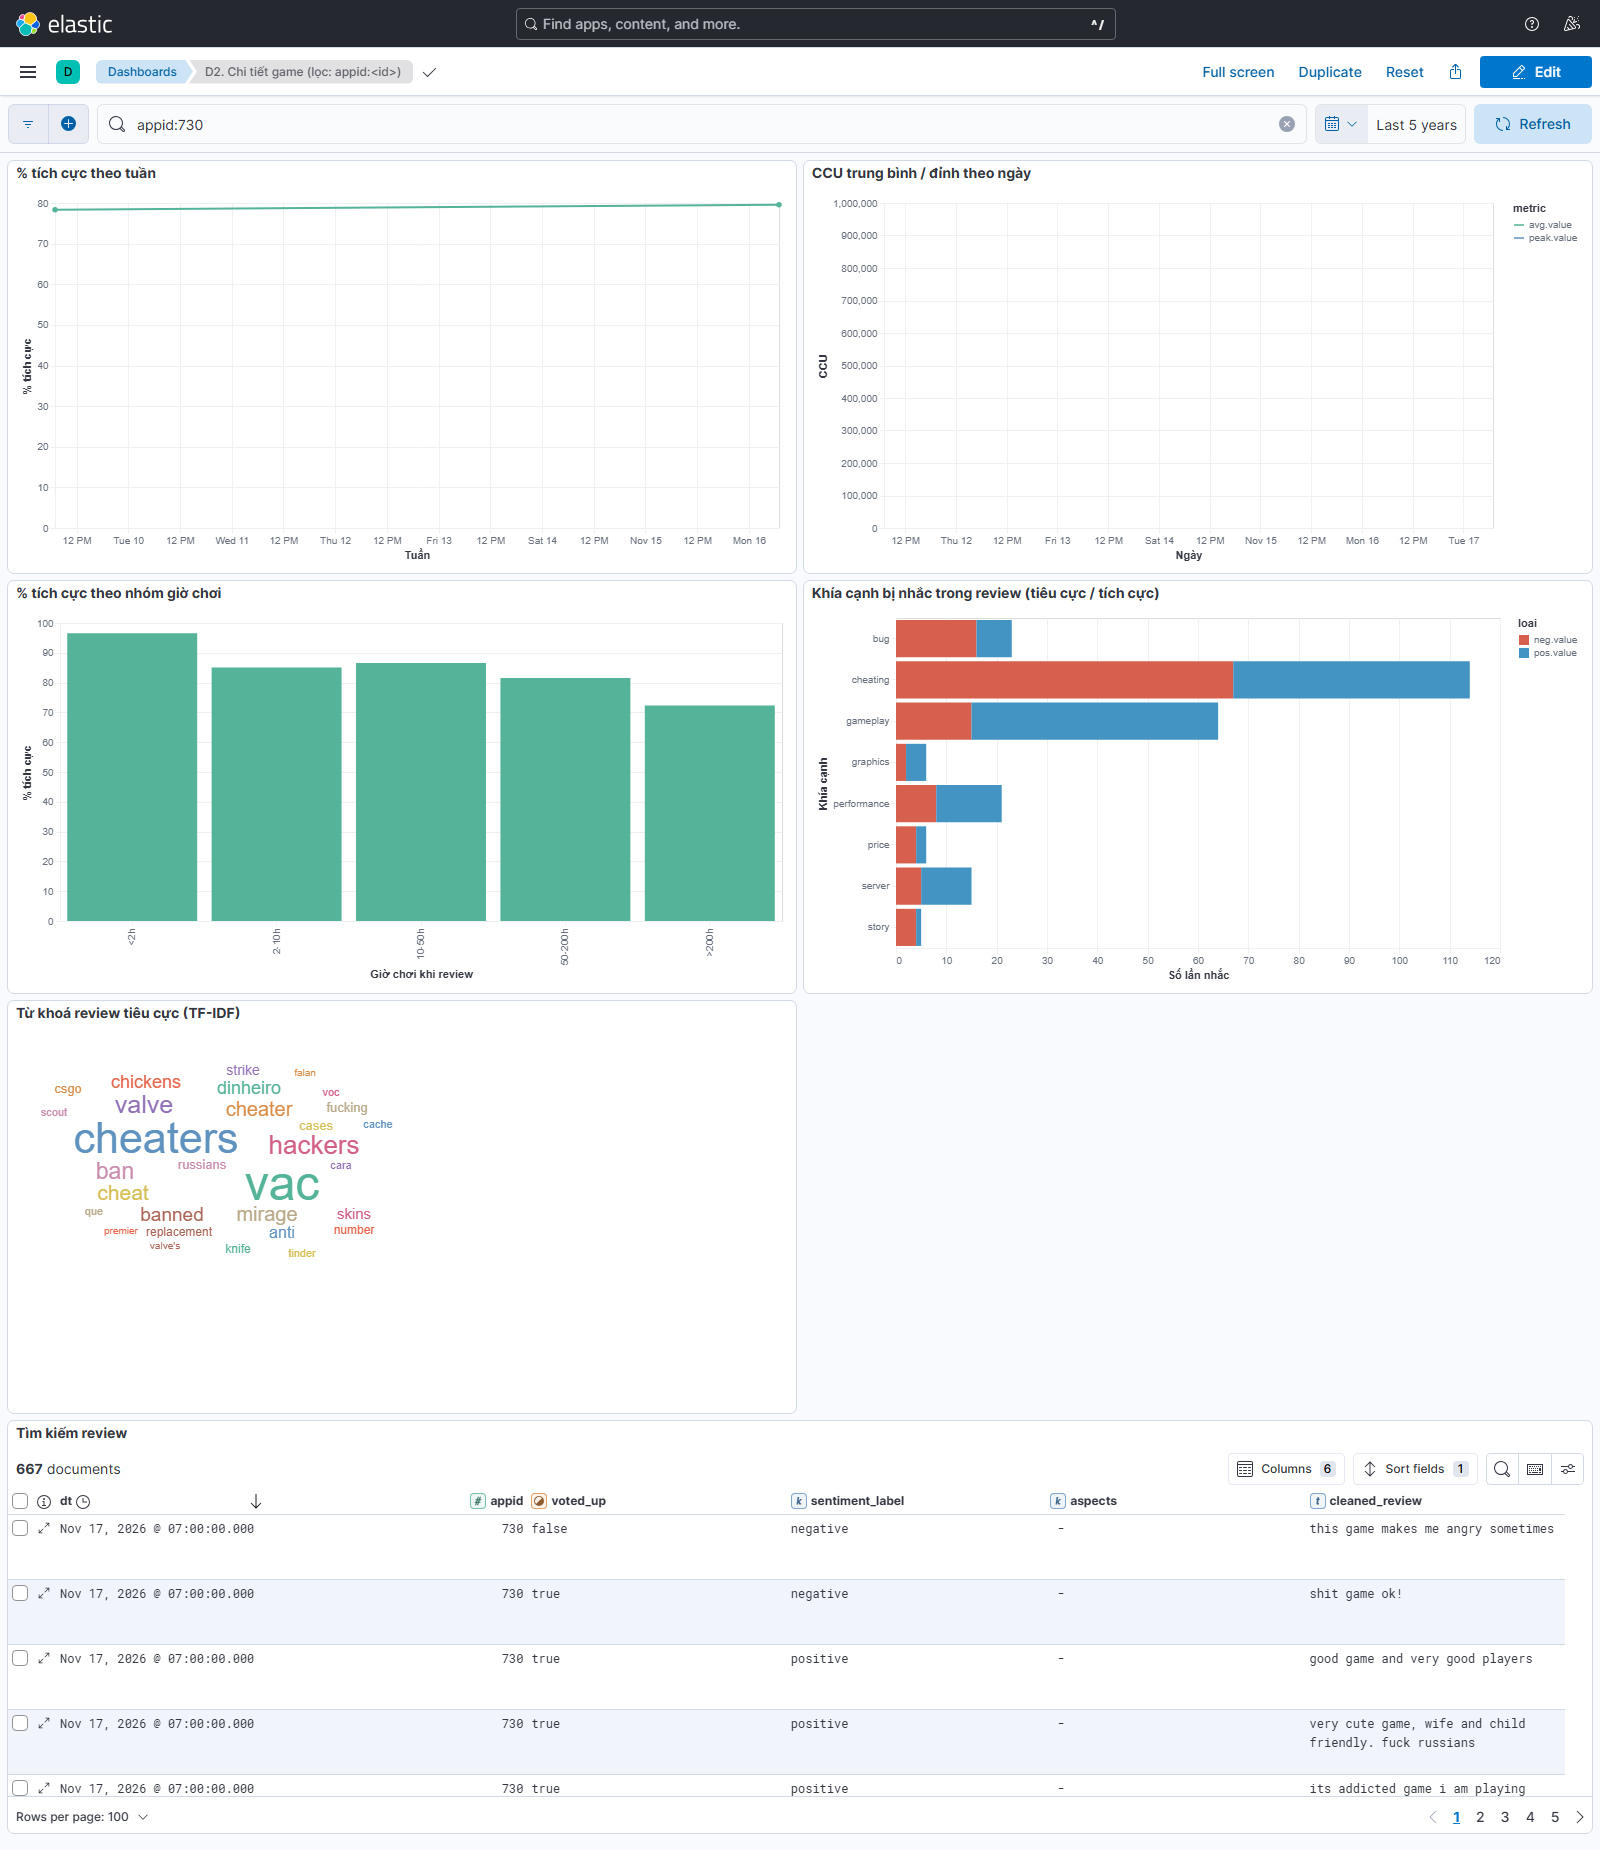 elastic
Find apps, content, and more.
^/
D
Dashboards
D2. Chi tiết game (lọc: appid:<id>)
Full screen
Duplicate
Reset
Edit
appid:730
Last 5 years
Refresh
% tích cực theo tuần
80
70
60
50
40
30
20
10
0
% tích cực
12 PM Tue 10 12 PM Wed 11 12 PM Thu 12 12 PM Fri 13 12 PM Sat 14 12 PM Nov 15 12 PM Mon 16
Tuần
CCU trung bình / đỉnh theo ngày
1,000,000
900,000
800,000
700,000
600,000
500,000
400,000
300,000
200,000
100,000
0
CCU
12 PM Thu 12 12 PM Fri 13 12 PM Sat 14 12 PM Nov 15 12 PM Mon 16 12 PM Tue 17
Ngày
metric
avg.value
peak.value
% tích cực theo nhóm giờ chơi
100
90
80
70
60
50
40
30
20
10
0
% tích cực
<2h
2-10h
10-50h
50-200h
>200h
Giờ chơi khi review
Khía cạnh bị nhắc trong review (tiêu cực / tích cực)
bug
cheating
gameplay
graphics
performance
price
server
story
Khía cạnh
0 10 20 30 40 50 60 70 80 90 100 110 120
Số lần nhắc
loai
neg.value
pos.value
Từ khoá review tiêu cực (TF-IDF)
strike
falan
chickens
csgo
dinheiro
voc
valve
cheater
fucking
scout
cases
cache
cheaters
hackers
russians
cara
ban
vac
cheat
que
banned
mirage
skins
premier
replacement
anti
number
valve's
knife
tinder
Tìm kiếm review
667 documents
Columns 6
Sort fields 1
dt
# appid
voted_up
k sentiment_label
k aspects
t cleaned_review
Nov 17, 2026 @ 07:00:00.000 730 false negative - this game makes me angry sometimes
Nov 17, 2026 @ 07:00:00.000 730 true negative - shit game ok!
Nov 17, 2026 @ 07:00:00.000 730 true positive - good game and very good players
Nov 17, 2026 @ 07:00:00.000 730 true positive - very cute game, wife and child
friendly. fuck russians
Nov 17, 2026 @ 07:00:00.000 730 true positive - its addicted game i am playing
Rows per page: 100
1 2 3 4 5